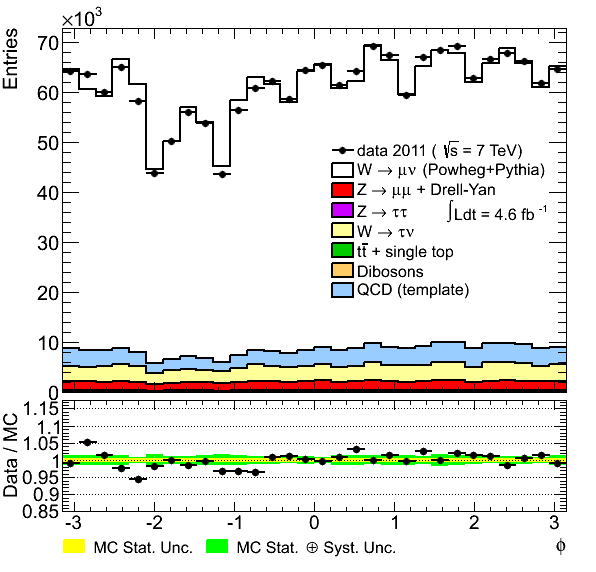 ×10³
Entries
70
60
50
40
30
20
10
0
data 2011 ( √s = 7 TeV)
W → μν (Powheg+Pythia)
Z → μμ + Drell-Yan
Z → ττ ∫Ldt = 4.6 fb⁻¹
W → τν
tt̄ + single top
Dibosons
QCD (template)
Data / MC
1.15
1.1
1.05
1
0.95
0.9
0.85
-3 -2 -1 0 1 2 3
MC Stat. Unc. MC Stat. ⊕ Syst. Unc. ϕ